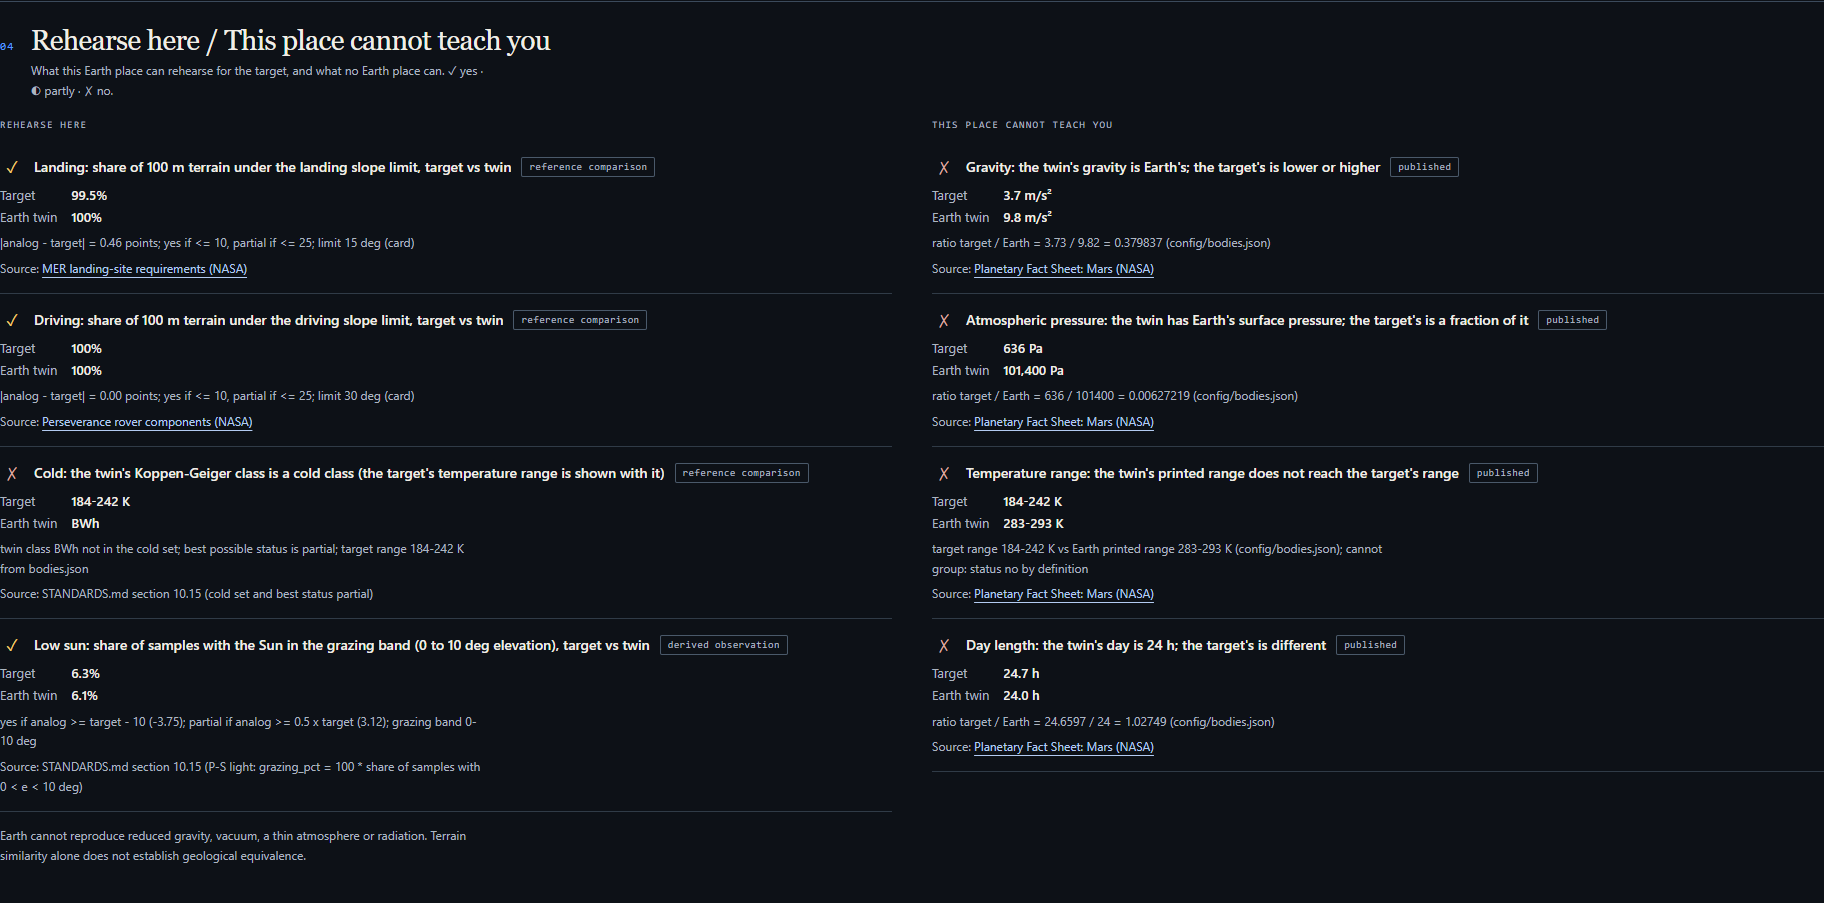 04
Rehearse here / This place cannot teach you
What this Earth place can rehearse for the target, and what no Earth place can. ✓ yes ·
◐ partly · ✗ no.
REHEARSE HERE
✓ Landing: share of 100 m terrain under the landing slope limit, target vs twin reference comparison
Target 99.5%
Earth twin 100%
|analog - target| = 0.46 points; yes if <= 10, partial if <= 25; limit 15 deg (card)
Source: MER landing-site requirements (NASA)
✓ Driving: share of 100 m terrain under the driving slope limit, target vs twin reference comparison
Target 100%
Earth twin 100%
|analog - target| = 0.00 points; yes if <= 10, partial if <= 25; limit 30 deg (card)
Source: Perseverance rover components (NASA)
✗ Cold: the twin's Koppen-Geiger class is a cold class (the target's temperature range is shown with it) reference comparison
Target 184-242 K
Earth twin BWh
twin class BWh not in the cold set; best possible status is partial; target range 184-242 K
from bodies.json
Source: STANDARDS.md section 10.15 (cold set and best status partial)
✓ Low sun: share of samples with the Sun in the grazing band (0 to 10 deg elevation), target vs twin derived observation
Target 6.3%
Earth twin 6.1%
yes if analog >= target - 10 (-3.75); partial if analog >= 0.5 x target (3.12); grazing band 0-
10 deg
Source: STANDARDS.md section 10.15 (P-S light: grazing_pct = 100 * share of samples with
0 < e < 10 deg)
Earth cannot reproduce reduced gravity, vacuum, a thin atmosphere or radiation. Terrain
similarity alone does not establish geological equivalence.
THIS PLACE CANNOT TEACH YOU
✗ Gravity: the twin's gravity is Earth's; the target's is lower or higher published
Target 3.7 m/s²
Earth twin 9.8 m/s²
ratio target / Earth = 3.73 / 9.82 = 0.379837 (config/bodies.json)
Source: Planetary Fact Sheet: Mars (NASA)
✗ Atmospheric pressure: the twin has Earth's surface pressure; the target's is a fraction of it published
Target 636 Pa
Earth twin 101,400 Pa
ratio target / Earth = 636 / 101400 = 0.00627219 (config/bodies.json)
Source: Planetary Fact Sheet: Mars (NASA)
✗ Temperature range: the twin's printed range does not reach the target's range published
Target 184-242 K
Earth twin 283-293 K
target range 184-242 K vs Earth printed range 283-293 K (config/bodies.json); cannot
group: status no by definition
Source: Planetary Fact Sheet: Mars (NASA)
✗ Day length: the twin's day is 24 h; the target's is different published
Target 24.7 h
Earth twin 24.0 h
ratio target / Earth = 24.6597 / 24 = 1.02749 (config/bodies.json)
Source: Planetary Fact Sheet: Mars (NASA)